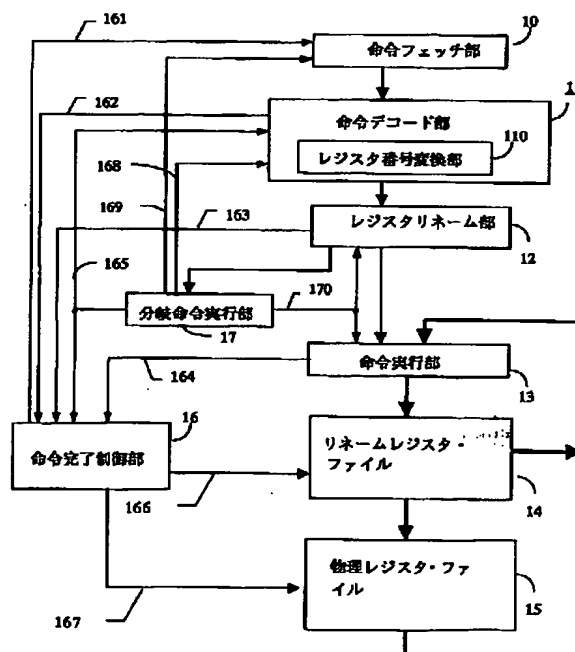 161
10
命令フェッチ部
162
1
命令デコード部
110
レジスタ番号変換部
168
169
163
レジスタリネーム部
12
165
170
分岐命令実行部
17
164
命令実行部
13
16
命令完了制御部
リネームレジスタ・
ファイル
166
14
物理レジスタ・ファ
イル
15
167